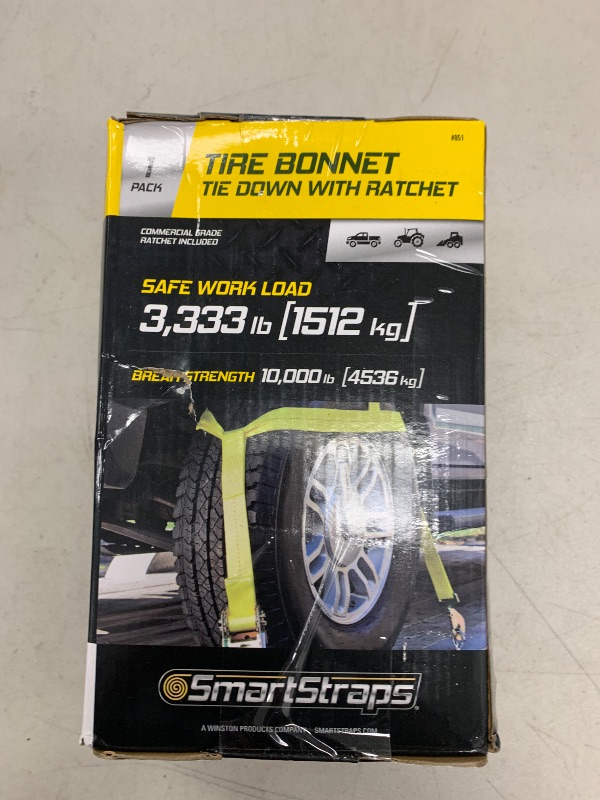 #851
1
PACK
TIRE BONNET
TIE DOWN WITH RATCHET
COMMERCIAL GRADE
RATCHET INCLUDED
SAFE WORK LOAD
3,333 lb [1512 kg]
BREAK STRENGTH 10,000 lb [4536 kg]
SmartStraps
A WINSTON PRODUCTS COMPANY | SMARTSTRAPS.COM